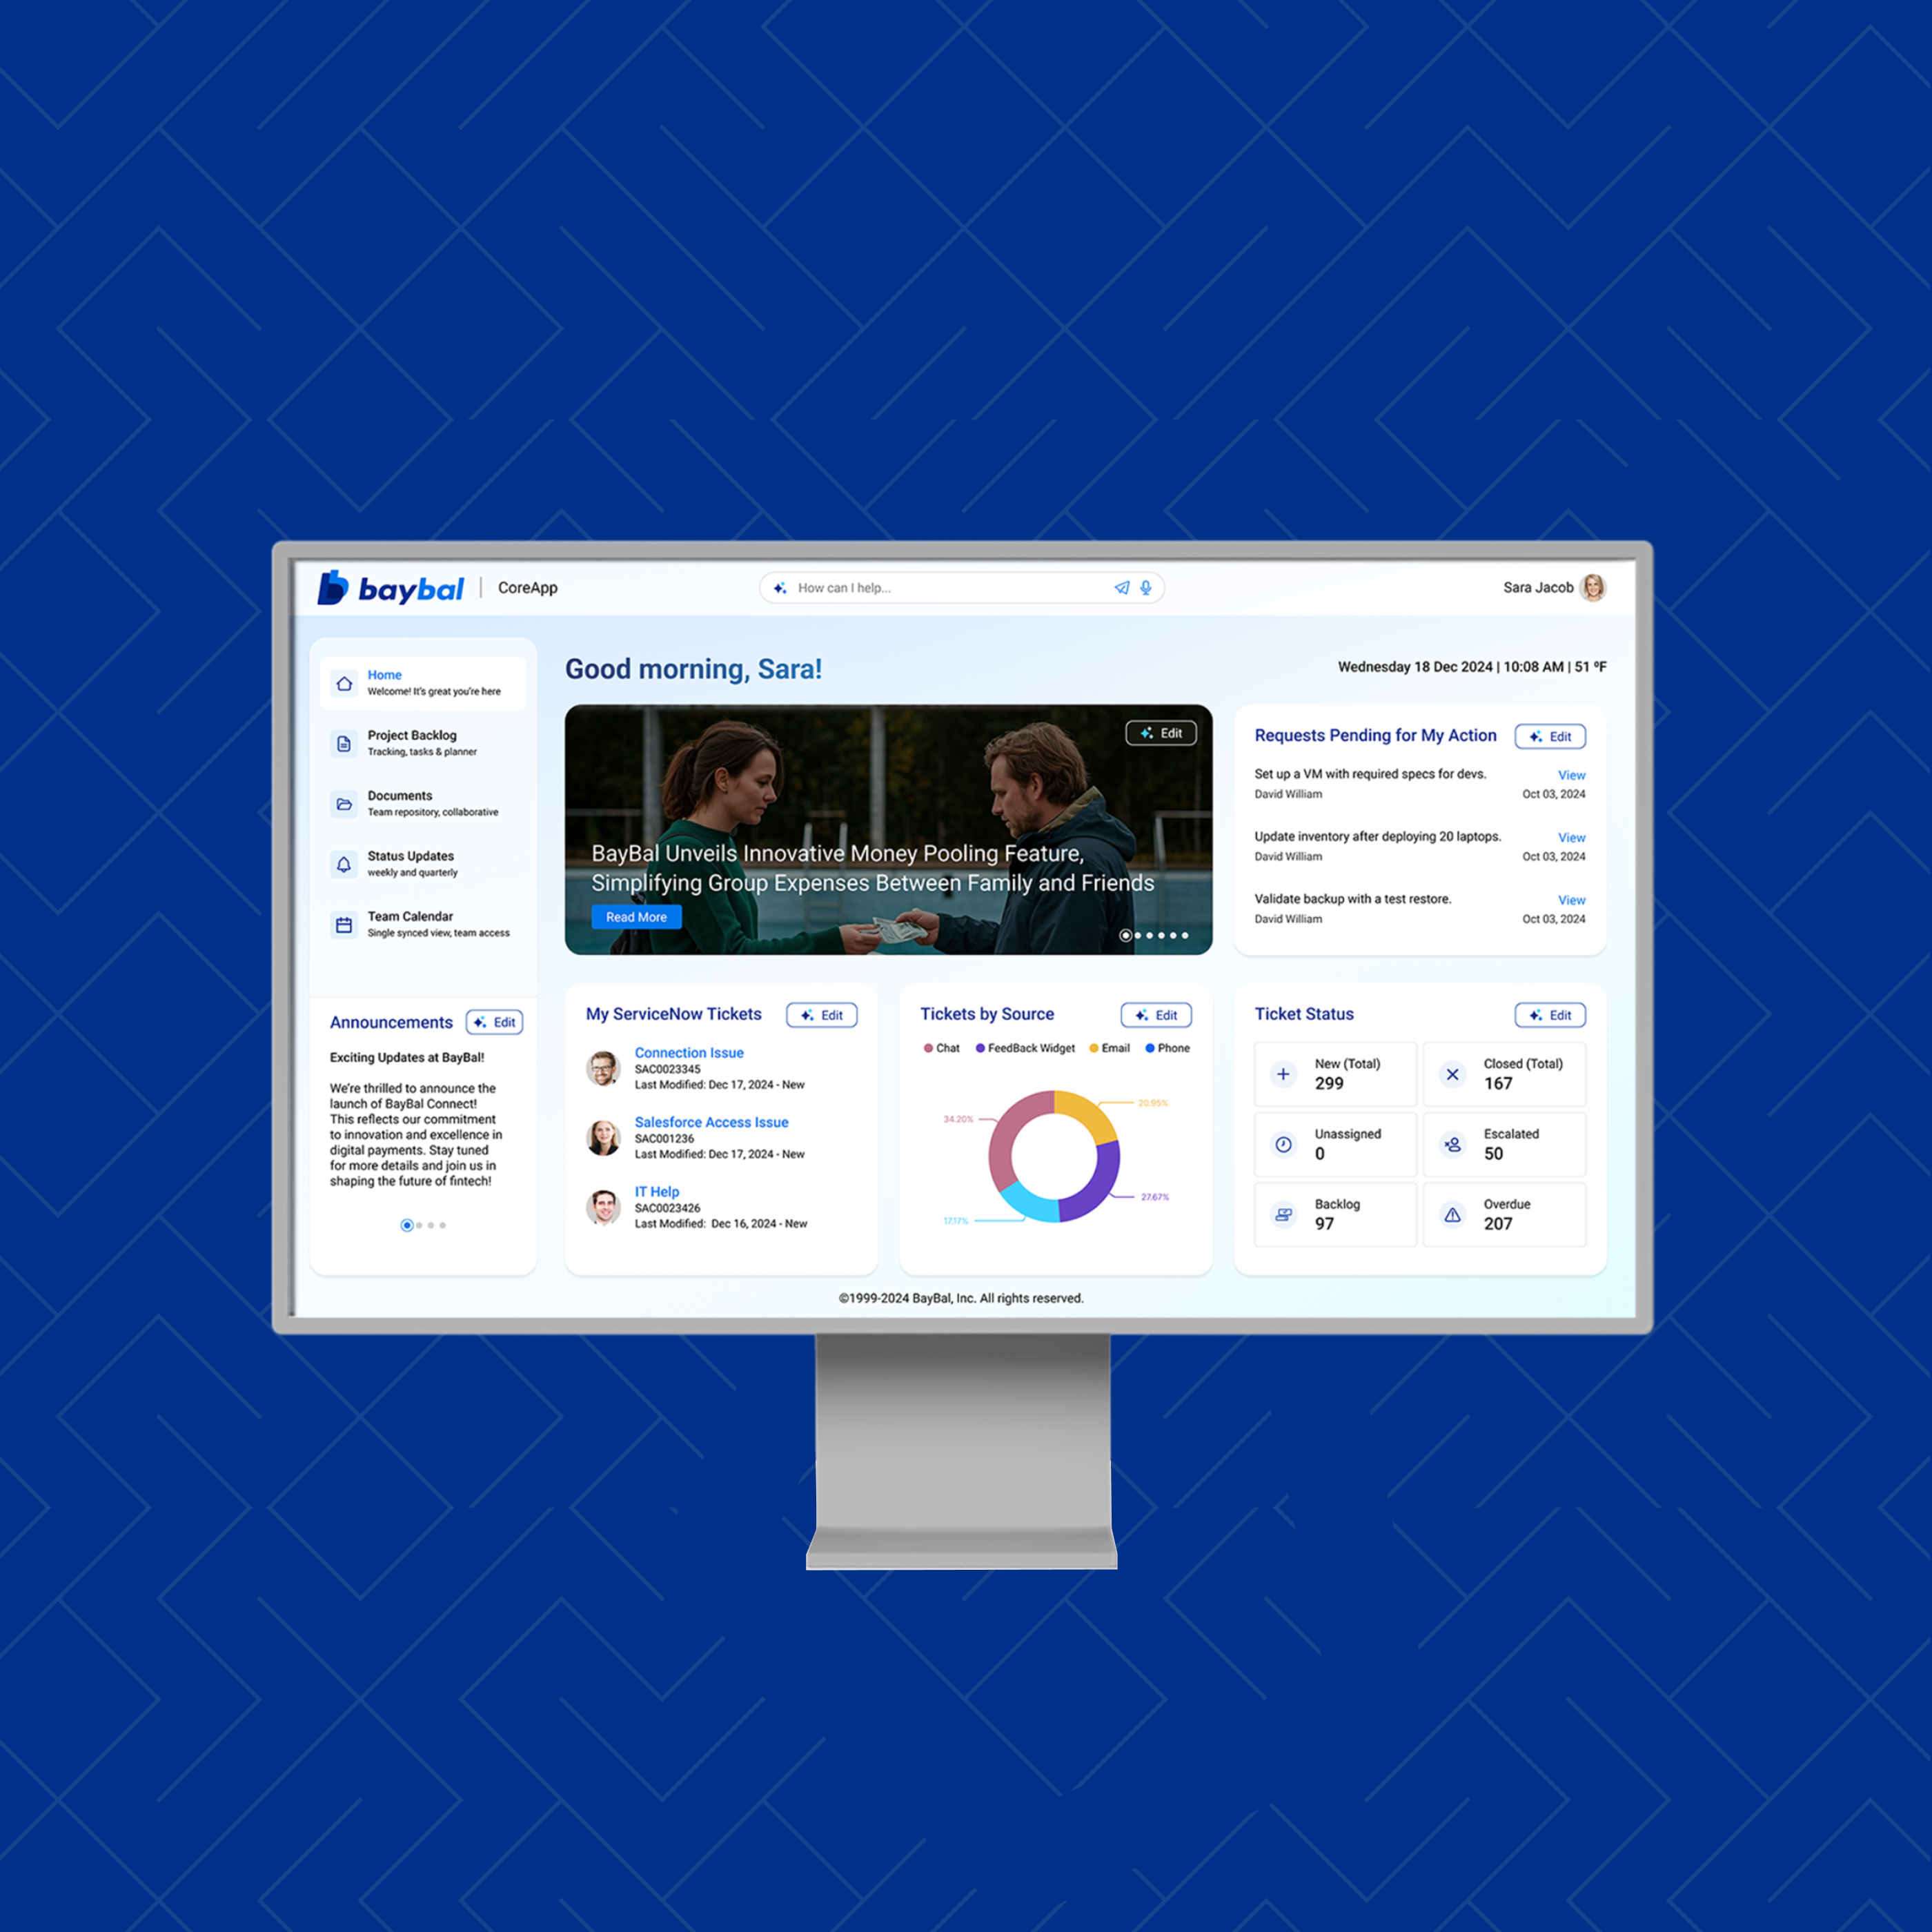 baybal
CoreApp
How can I help...
Sara Jacob
Home
Welcome! It's great you're here
Project Backlog
Tracking, tasks & planner
Documents
Team repository, collaborative
Status Updates
weekly and quarterly
Team Calendar
Single synced view, team access
Announcements
Edit
Exciting Updates at BayBal!
We're thrilled to announce the
launch of BayBal Connect!
This reflects our commitment
to innovation and excellence in
digital payments. Stay tuned
for more details and join us in
shaping the future of fintech!
Good morning, Sara!
Wednesday 18 Dec 2024 | 10:08 AM | 51 ºF
Edit
BayBal Unveils Innovative Money Pooling Feature,
Simplifying Group Expenses Between Family and Friends
Read More
Requests Pending for My Action
Edit
Set up a VM with required specs for devs.
View
David William
Oct 03, 2024
Update inventory after deploying 20 laptops.
View
David William
Oct 03, 2024
Validate backup with a test restore.
View
David William
Oct 03, 2024
My ServiceNow Tickets
Edit
Connection Issue
SAC0023345
Last Modified: Dec 17, 2024 - New
Salesforce Access Issue
SAC001236
Last Modified: Dec 17, 2024 - New
IT Help
SAC0023426
Last Modified: Dec 16, 2024 - New
Tickets by Source
Edit
Chat
FeedBack Widget
Email
Phone
34.20%
20.95%
27.67%
17.17%
Ticket Status
Edit
New (Total)
299
Closed (Total)
167
Unassigned
0
Escalated
50
Backlog
97
Overdue
207
©1999-2024 BayBal, Inc. All rights reserved.